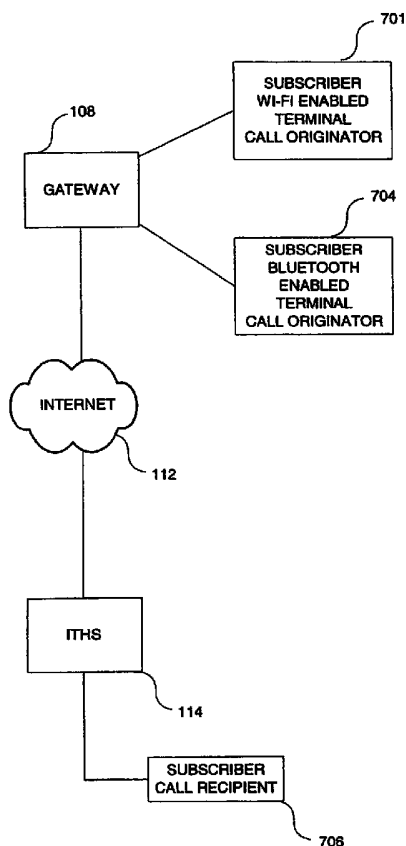 701
SUBSCRIBER
WI-FI ENABLED
TERMINAL
CALL ORIGINATOR
108
GATEWAY
704
SUBSCRIBER
BLUETOOTH
ENABLED
TERMINAL
CALL ORIGINATOR
INTERNET
112
ITHS
114
SUBSCRIBER
CALL RECIPIENT
706